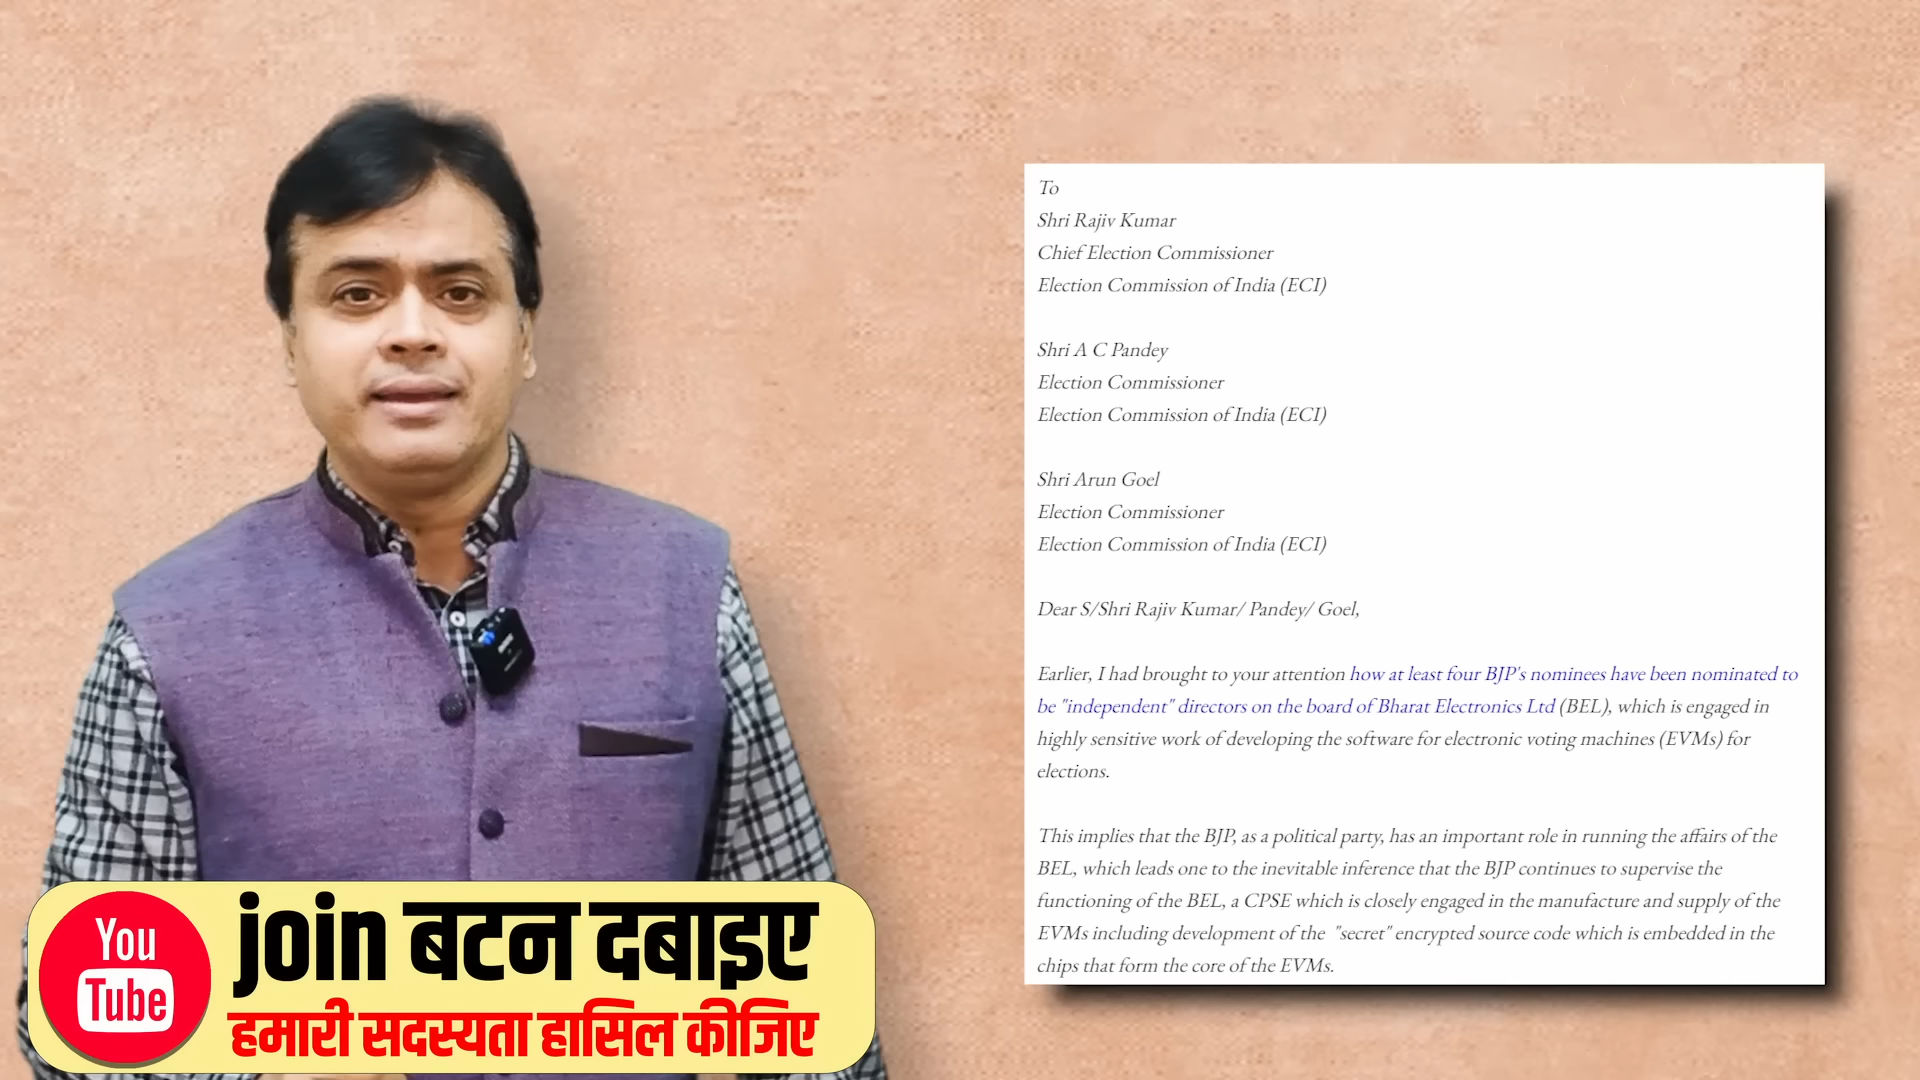 To
Shri Rajiv Kumar
Chief Election Commissioner
Election Commission of India (ECI)
Shri A C Pandey
Election Commissioner
Election Commission of India (ECI)
Shri Arun Goel
Election Commissioner
Election Commission of India (ECI)
Dear S/Shri Rajiv Kumar/ Pandey/ Goel,
Earlier, I had brought to your attention how at least four BJP's nominees have been nominated to
be "independent" directors on the board of Bharat Electronics Ltd (BEL), which is engaged in
highly sensitive work of developing the software for electronic voting machines (EVMs) for
elections.
This implies that the BJP, as a political party, has an important role in running the affairs of the
BEL, which leads one to the inevitable inference that the BJP continues to supervise the
functioning of the BEL, a CPSE which is closely engaged in the manufacture and supply of the
EVMs including development of the "secret" encrypted source code which is embedded in the
chips that form the core of the EVMs.
You
Tube
join बटन दबाइए
हमारी सदस्यता हासिल कीजिए